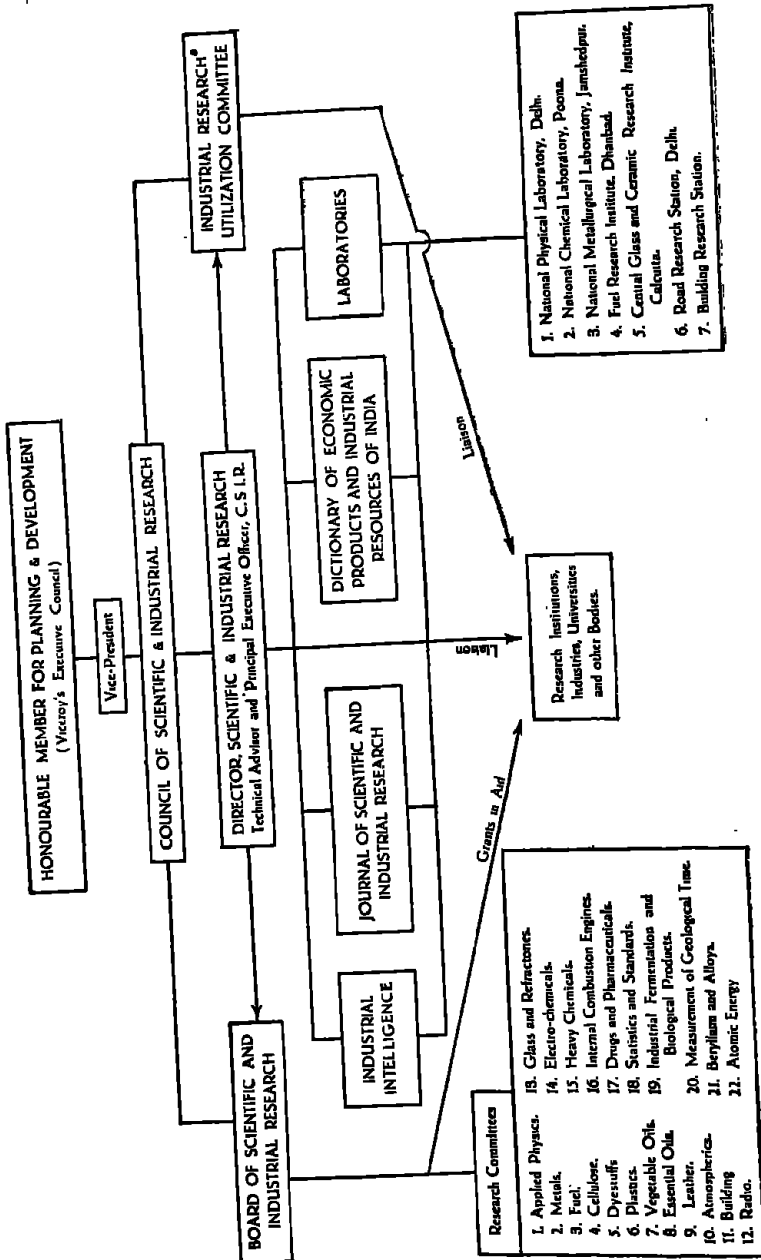 HONOURABLE MEMBER FOR PLANNING & DEVELOPMENT
(Viceroy's Executive Council)
Vice-President
COUNCIL OF SCIENTIFIC & INDUSTRIAL RESEARCH
DIRECTOR, SCIENTIFIC & INDUSTRIAL RESEARCH
Technical Advisor and Principal Executive Officer, C.S I.R.
BOARD OF SCIENTIFIC AND
INDUSTRIAL RESEARCH
INDUSTRIAL RESEARCH
UTILIZATION COMMITTEE
INDUSTRIAL
INTELLIGENCE
JOURNAL OF SCIENTIFIC AND
INDUSTRIAL RESEARCH
DICTIONARY OF ECONOMIC
PRODUCTS AND INDUSTRIAL
RESOURCES OF INDIA
LABORATORIES
Grants in Aid
Liaison
Liaison
Research Committees
1. Applied Physics.
2. Metals.
3. Fuel.
4. Cellulose.
5. Dyestuffs
6. Plastics.
7. Vegetable Oils.
8. Essential Oils.
9. Leather.
10. Atmospherics.
11. Building
12. Radio.
13. Glass and Refractories.
14. Electro-chemicals.
15. Heavy Chemicals.
16. Internal Combustion Engines.
17. Drugs and Pharmaceuticals.
18. Statistics and Standards.
19. Industrial Fermentation and
Biological Products.
20. Measurement of Geological Time.
21. Beryllium and Alloys.
22. Atomic Energy
Research Institutions,
Industries, Universities
and other Bodies.
1. National Physical Laboratory, Delhi.
2. National Chemical Laboratory, Poona.
3. National Metallurgical Laboratory, Jamshedpur.
4. Fuel Research Institute, Dhanbad.
5. Central Glass and Ceramic Research Institute,
Calcutta.
6. Road Research Station, Delhi.
7. Building Research Station.